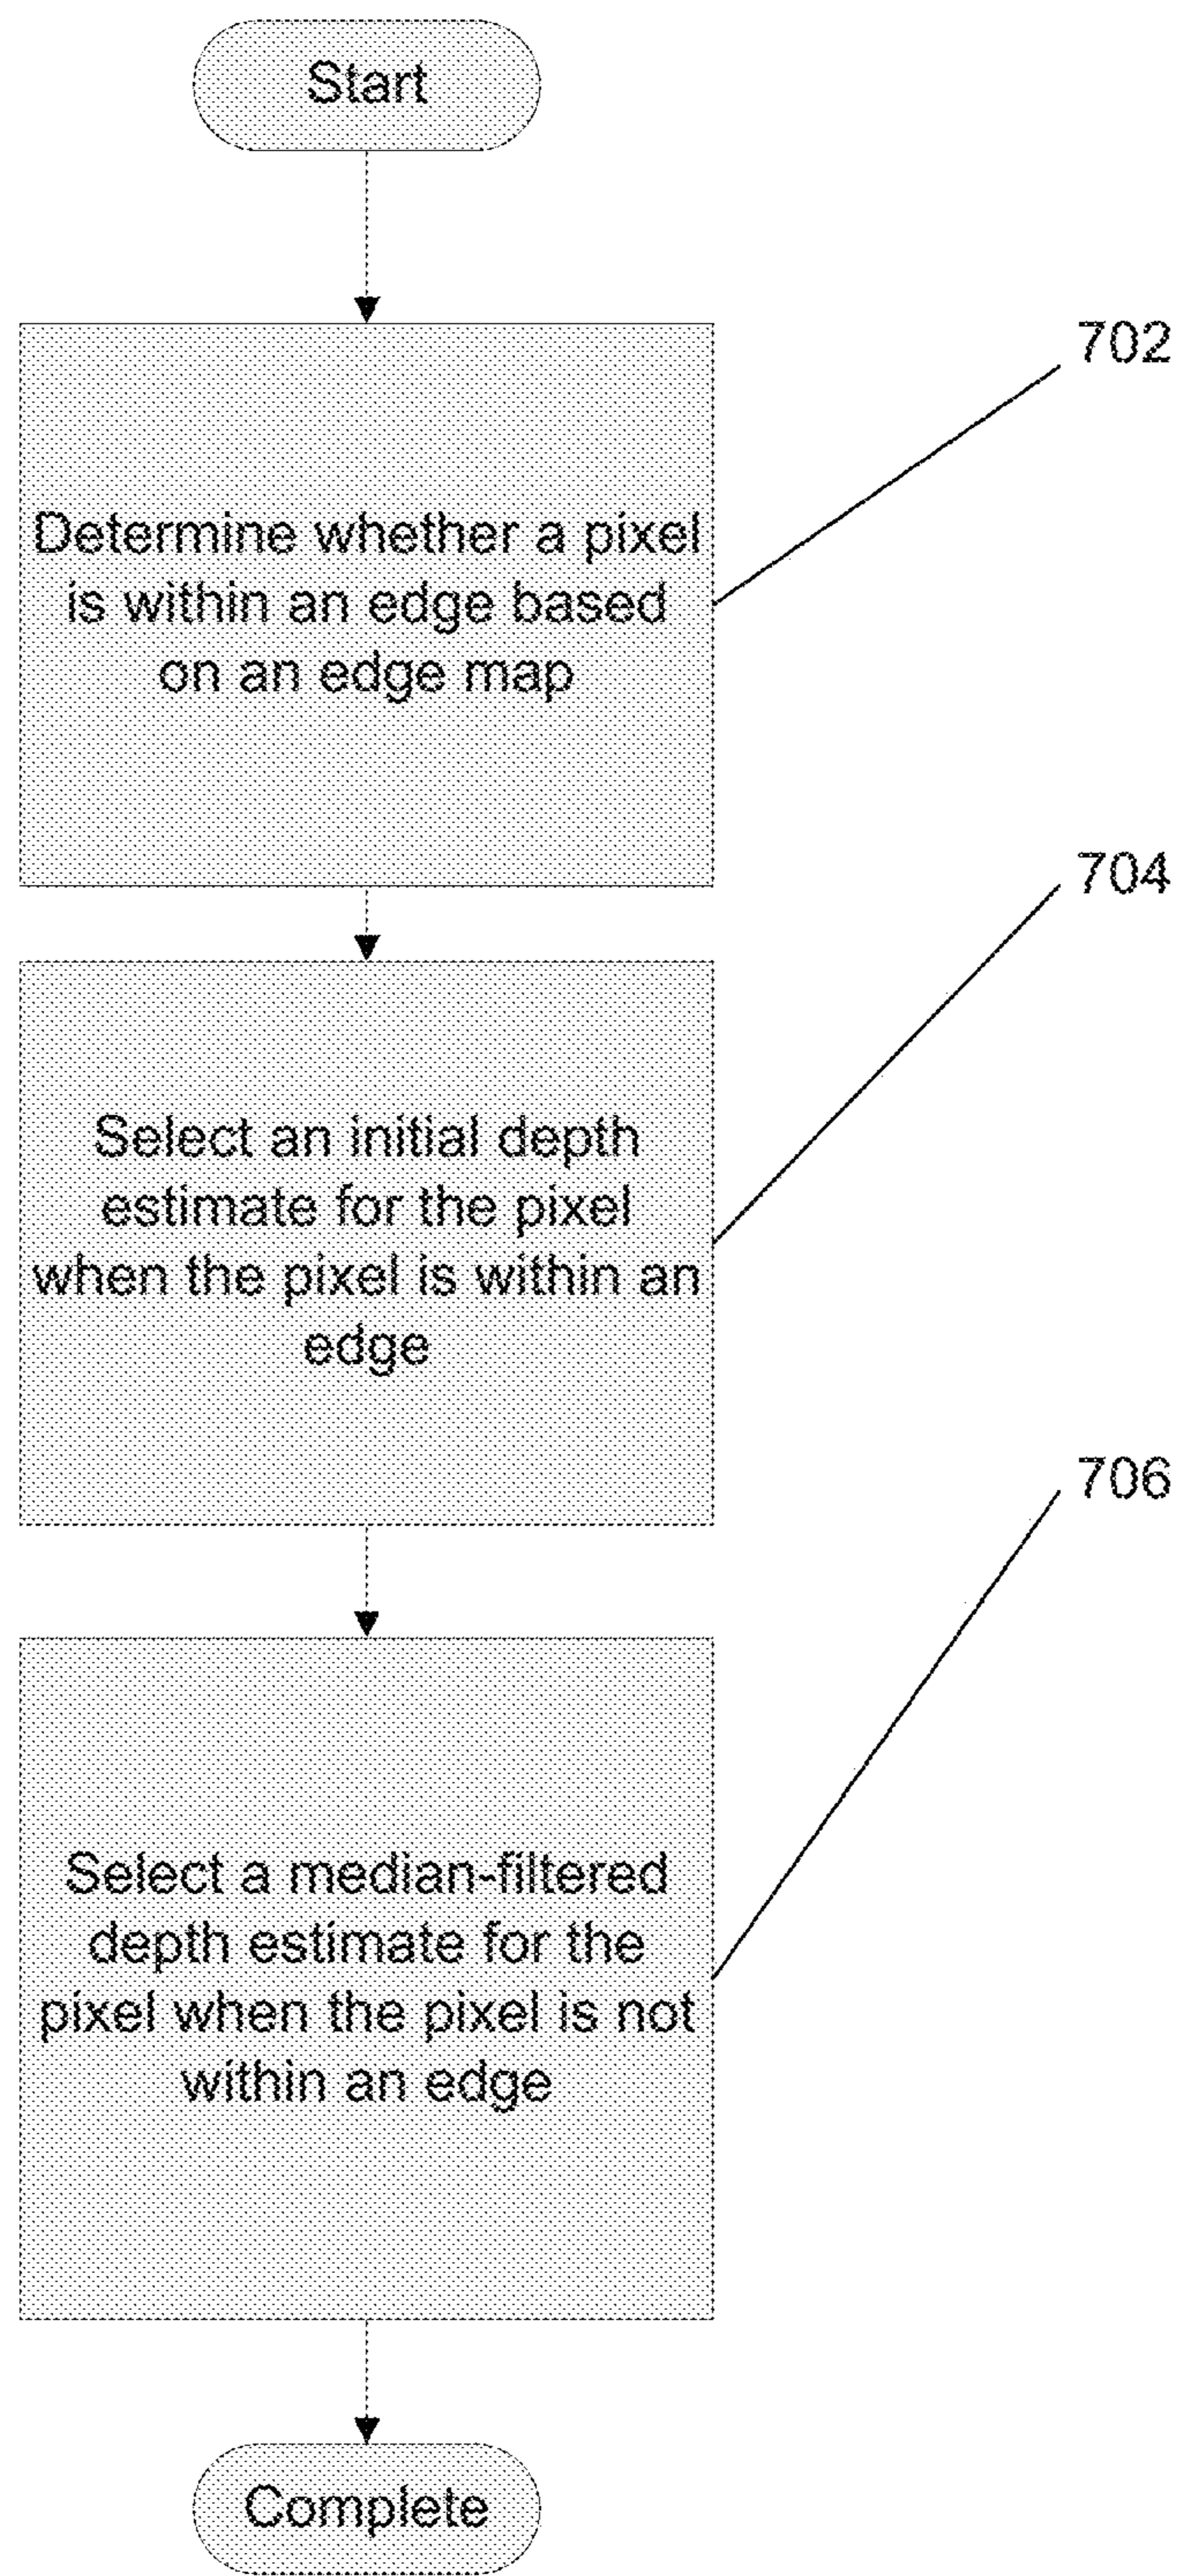 Start
702
Determine whether a pixel
is within an edge based
on an edge map
704
Select an initial depth
estimate for the pixel
when the pixel is within an
edge
706
Select a median-filtered
depth estimate for the
pixel when the pixel is not
within an edge
Complete